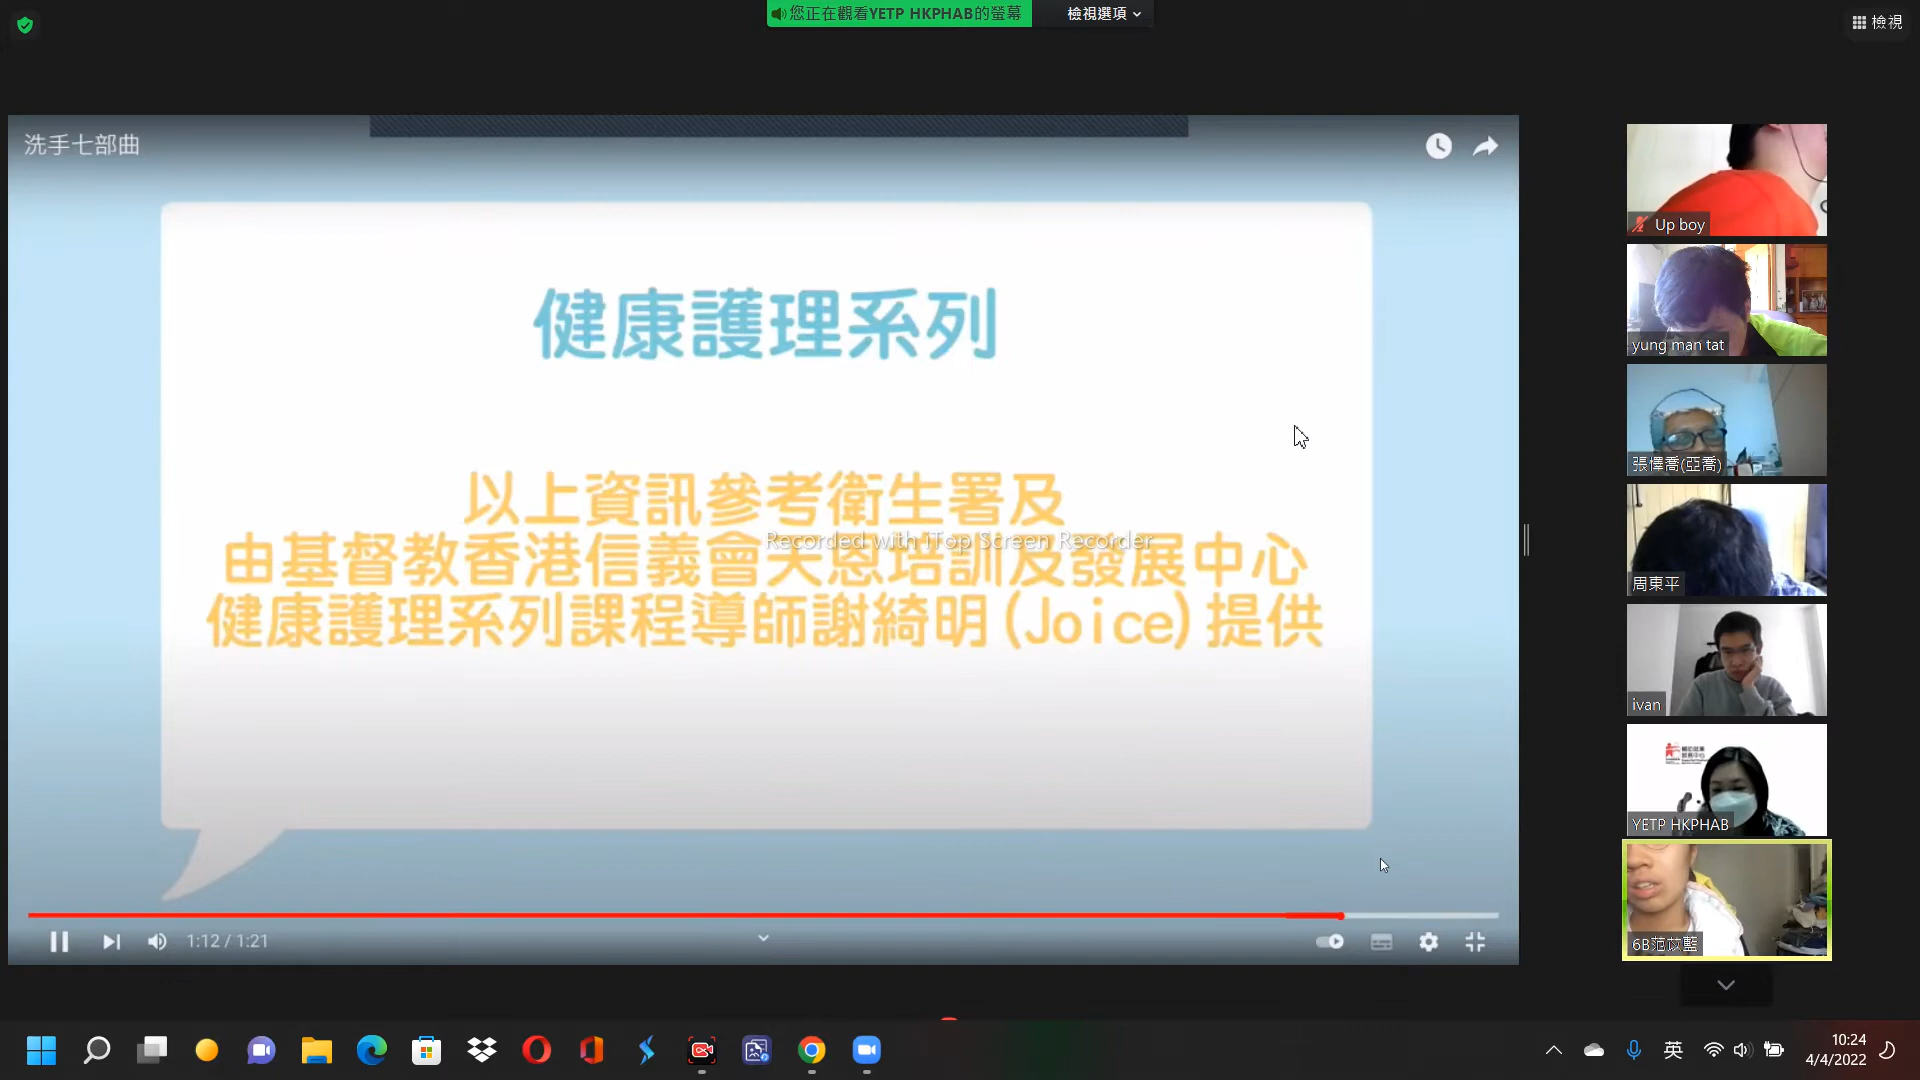 您正在觀看YETP HKPHAB的螢幕
檢視選項
檢視
洗手七部曲
健康護理系列
以上資訊參考衛生署及
由基督教香港信義會天恩培訓及發展中心
健康護理系列課程導師謝綺明(Joice)提供
Recorded with iTop Screen Recorder
1:12 / 1:21
Up boy
yung man tat
張懌喬(亞喬)
周東平
ivan
YETP HKPHAB
6B范苡藍
英
10:24
4/4/2022